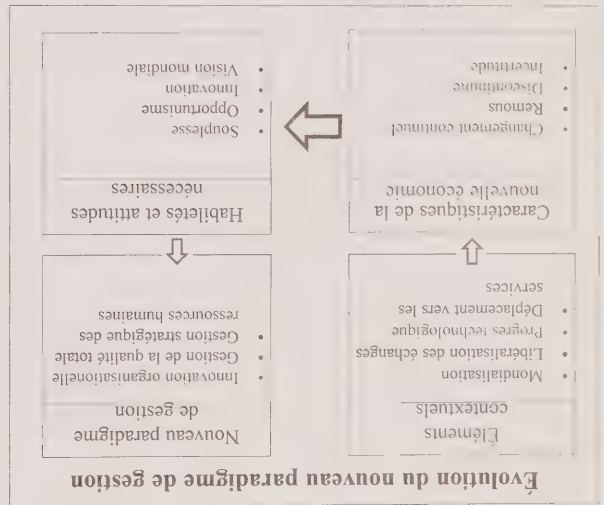 Évolution du nouveau paradigme de gestion
Éléments
contextuels
• Mondialisation
• Libéralisation des échanges
• Progrès technologique
• Déplacement vers les
services
Nouveau paradigme
de gestion
• Innovation organisationnelle
• Gestion de la qualité totale
• Gestion stratégique des
ressources humaines
Caractéristiques de la
nouvelle économie
• Changement continuel
• Remous
• Discontinuité
• Incertitude
Habiletés et attitudes
nécessaires
• Souplesse
• Opportunisme
• Innovation
• Vision mondiale